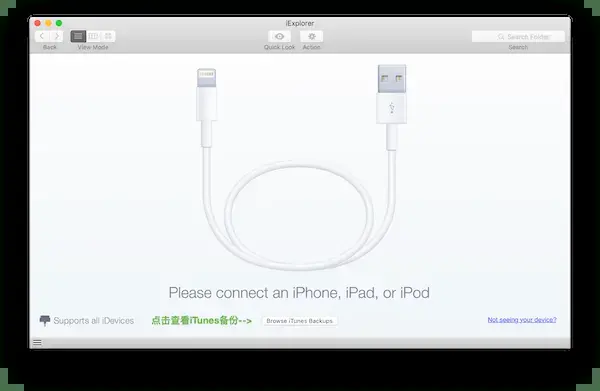 iExplorer
Back
View Mode
Quick Look
Action
Search Folder
Search
Please connect an iPhone, iPad, or iPod
Supports all iDevices
点击查看iTunes备份-->
Browse iTunes Backups
Not seeing your device?